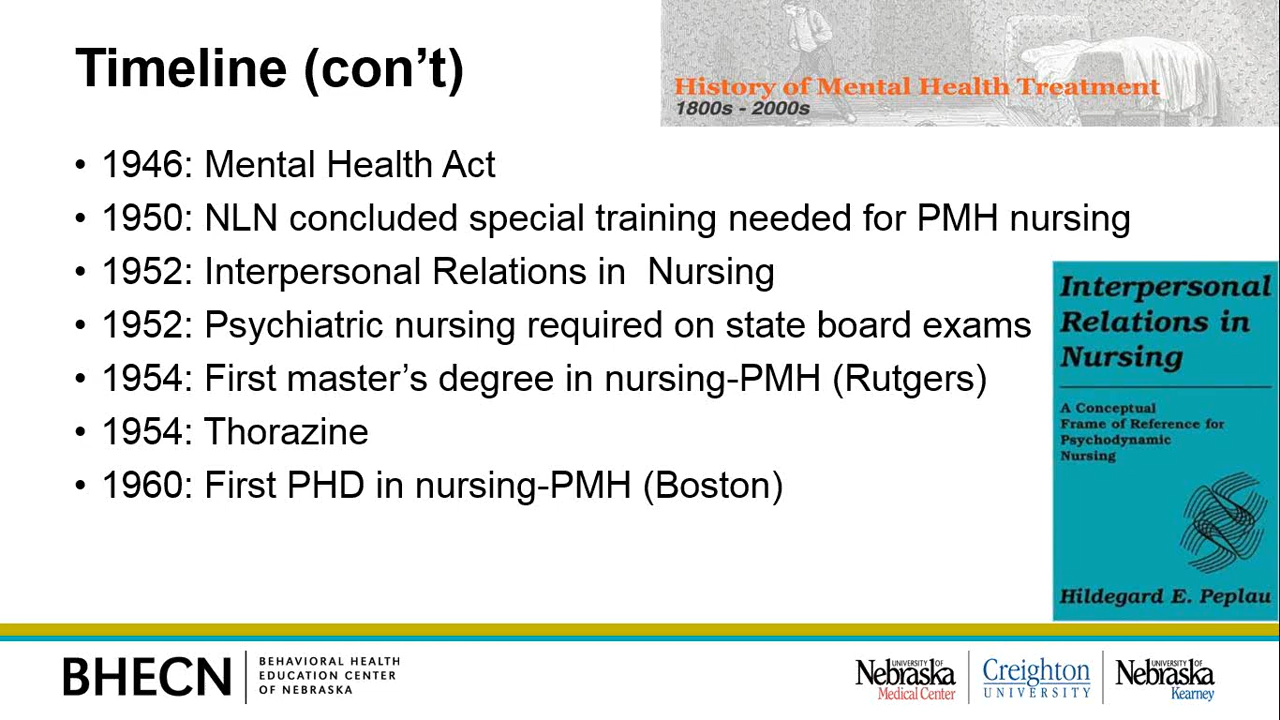 Timeline (con’t)
History of Mental Health Treatment
1800s - 2000s
• 1946: Mental Health Act
• 1950: NLN concluded special training needed for PMH nursing
• 1952: Interpersonal Relations in  Nursing
• 1952: Psychiatric nursing required on state board exams
• 1954: First master’s degree in nursing-PMH (Rutgers)
• 1954: Thorazine
• 1960: First PHD in nursing-PMH (Boston)
Interpersonal
Relations in
Nursing
A Conceptual
Frame of Reference for
Psychodynamic
Nursing
Hildegard E. Peplau
BHECN
BEHAVIORAL HEALTH
EDUCATION CENTER
OF NEBRASKA
UNIVERSITY OF
Nebraska
Medical Center
Creighton
UNIVERSITY
UNIVERSITY OF
Nebraska
Kearney